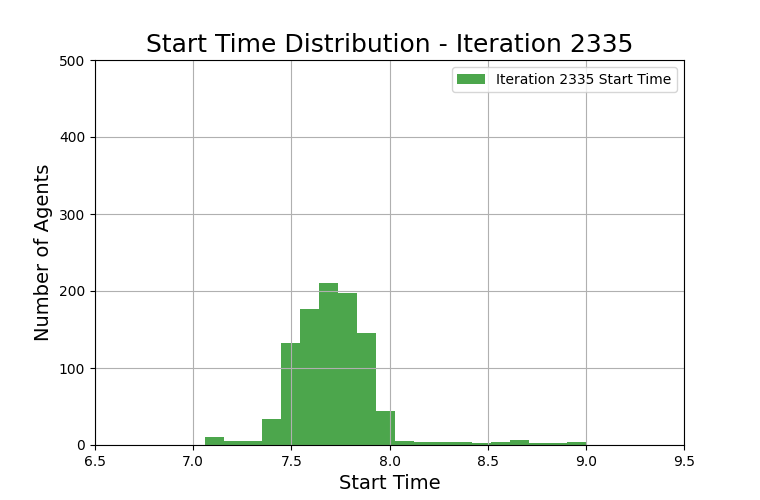 Start Time Distribution - Iteration 2335
Iteration 2335 Start Time
500
400
300
200
100
0
Number of Agents
6.5 7.0 7.5 8.0 8.5 9.0 9.5
Start Time